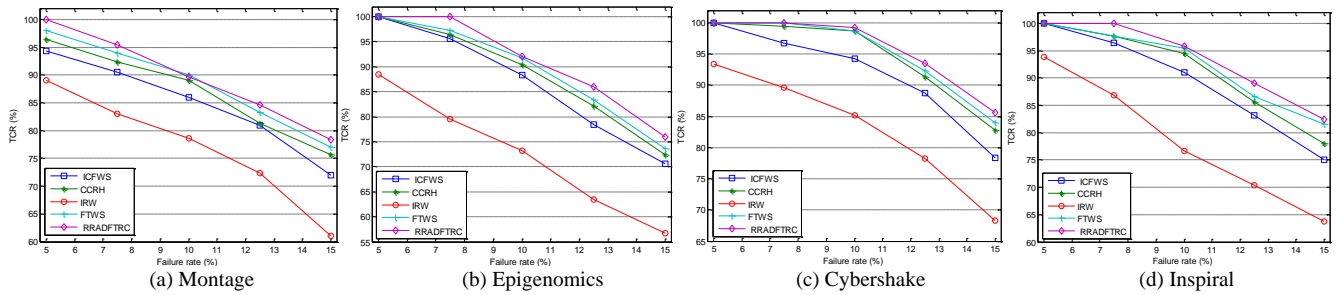 TCR (%)
100
95
90
85
80
75
70
65
60
5 6 7 8 9 10 11 12 13 14 15
Failure rate (%)
ICFWS
CCRH
IRW
FTWS
RRADFTRC
(a) Montage
TCR (%)
100
95
90
85
80
75
70
65
60
55
5 6 7 8 9 10 11 12 13 14 15
Failure rate (%)
ICFWS
CCRH
IRW
FTWS
RRADFTRC
(b) Epigenomics
TCR (%)
100
95
90
85
80
75
70
65
5 6 7 8 9 10 11 12 13 14 15
Failure rate (%)
ICFWS
CCRH
IRW
FTWS
RRADFTRC
(c) Cybershake
TCR (%)
100
95
90
85
80
75
70
65
60
5 6 7 8 9 10 11 12 13 14 15
Failure rate (%)
ICFWS
CCRH
IRW
FTWS
RRADFTRC
(d) Inspiral